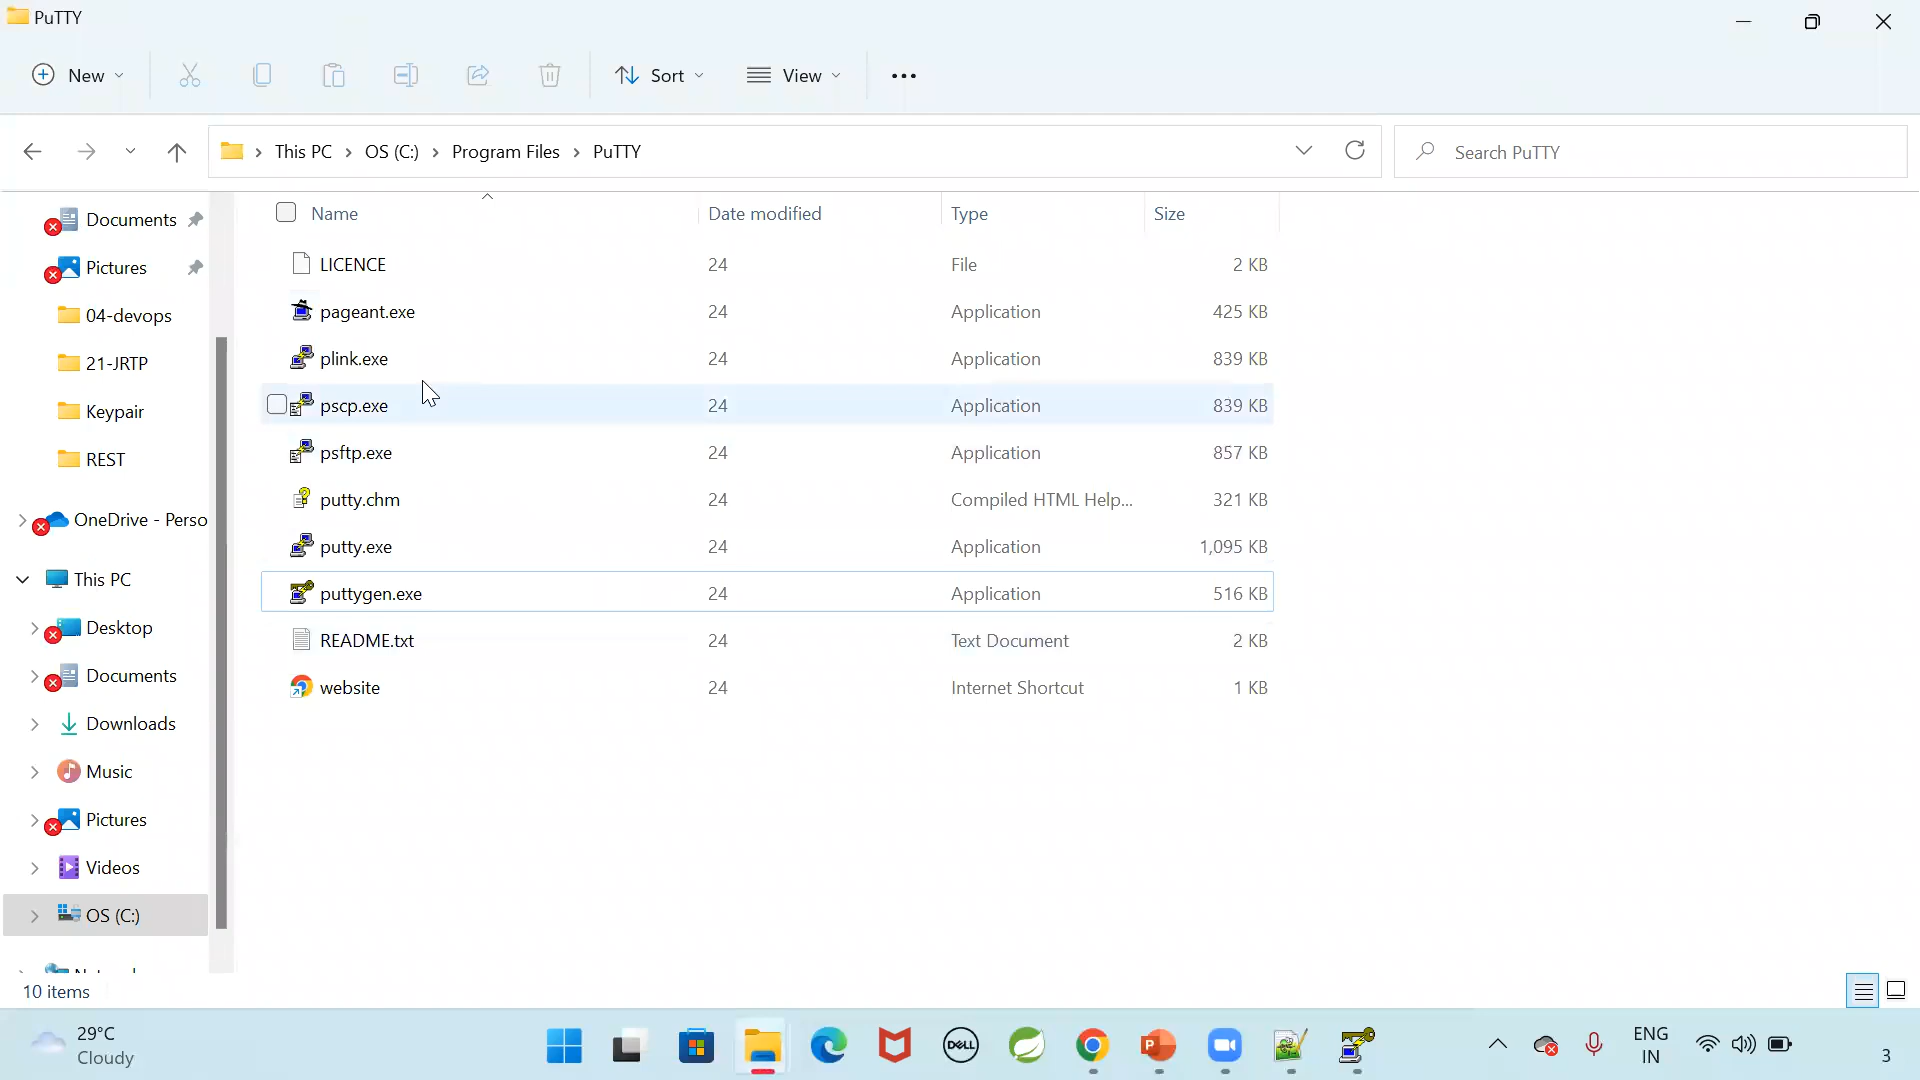 PuTTY
New
Sort
View
This PC
OS (C:)
Program Files
PuTTY
Search PuTTY
Documents
Pictures
04-devops
21-JRTP
Keypair
REST
OneDrive - Perso
This PC
Desktop
Documents
Downloads
Music
Pictures
Videos
OS (C:)
Name Date modified Type Size
LICENCE 24 File 2 KB
pageant.exe 24 Application 425 KB
plink.exe 24 Application 839 KB
pscp.exe 24 Application 839 KB
psftp.exe 24 Application 857 KB
putty.chm 24 Compiled HTML Help... 321 KB
putty.exe 24 Application 1,095 KB
puttygen.exe 24 Application 516 KB
README.txt 24 Text Document 2 KB
website 24 Internet Shortcut 1 KB
10 items
29°C
Cloudy
DELL
ENG
IN
3